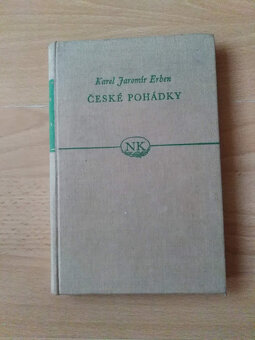 Karel Jaromír Erben
ČESKÉ POHÁDKY
NK